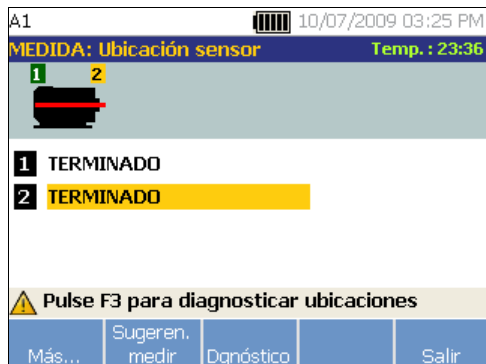 A1 10/07/2009 03:25 PM
MEDIDA: Ubicación sensor Temp. : 23:36
1 2
1 TERMINADO
2 TERMINADO
Pulse F3 para diagnosticar ubicaciones
Más... Sugeren. medir Dgnóstico Salir